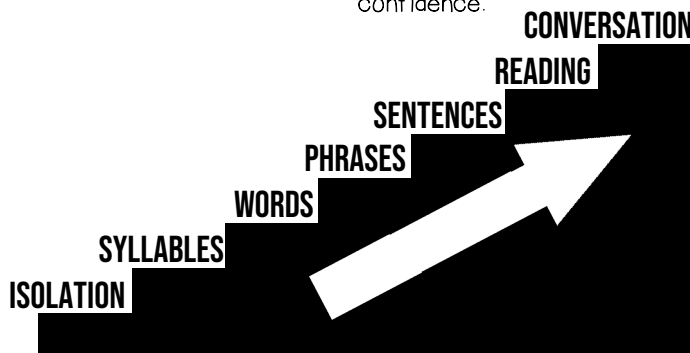 confidence.
CONVERSATION
READING
SENTENCES
PHRASES
WORDS
SYLLABLES
ISOLATION